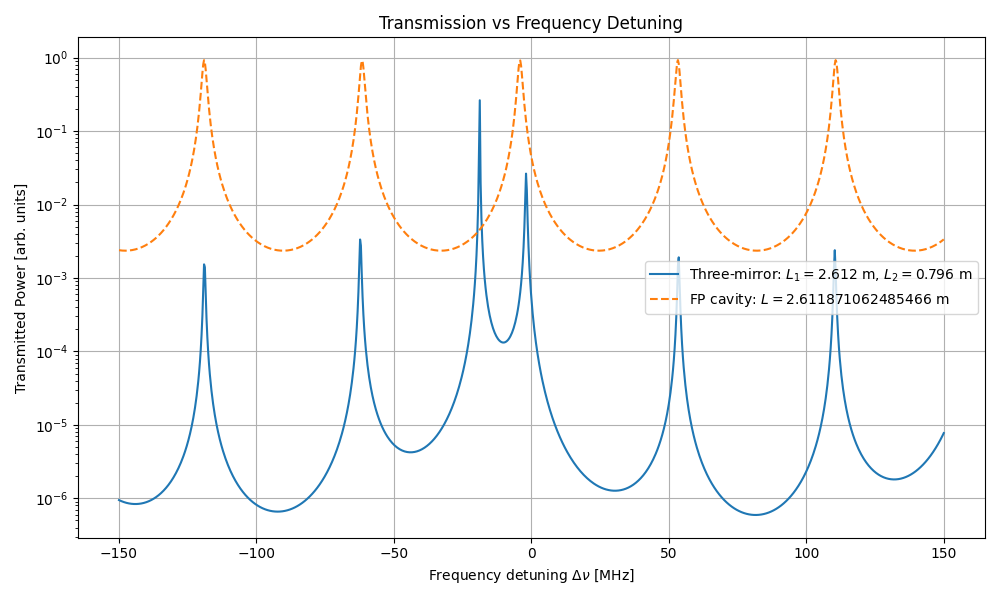 Transmission vs Frequency Detuning
Transmitted Power [arb. units]
10⁰
10⁻¹
10⁻²
10⁻³
10⁻⁴
10⁻⁵
10⁻⁶
Three-mirror: L₁ = 2.612 m, L₂ = 0.796 m
FP cavity: L = 2.611871062485466 m
−150
−100
−50
0
50
100
150
Frequency detuning Δν [MHz]